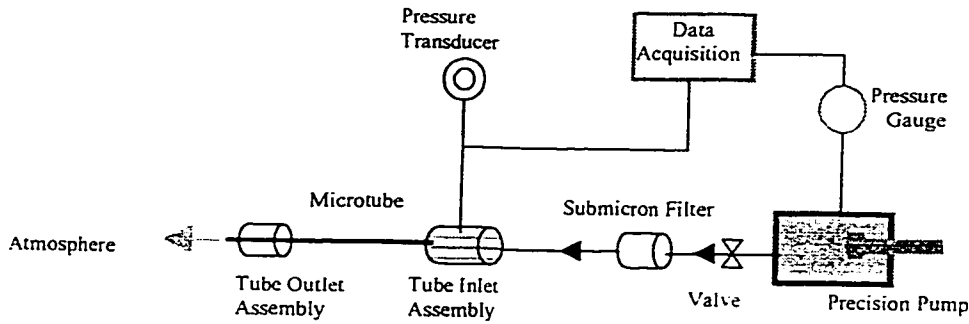 Pressure
Transducer
Data
Acquisition
Pressure
Gauge
Microtube
Submicron Filter
Atmosphere
Tube Outlet
Assembly
Tube Inlet
Assembly
Valve
Precision Pump